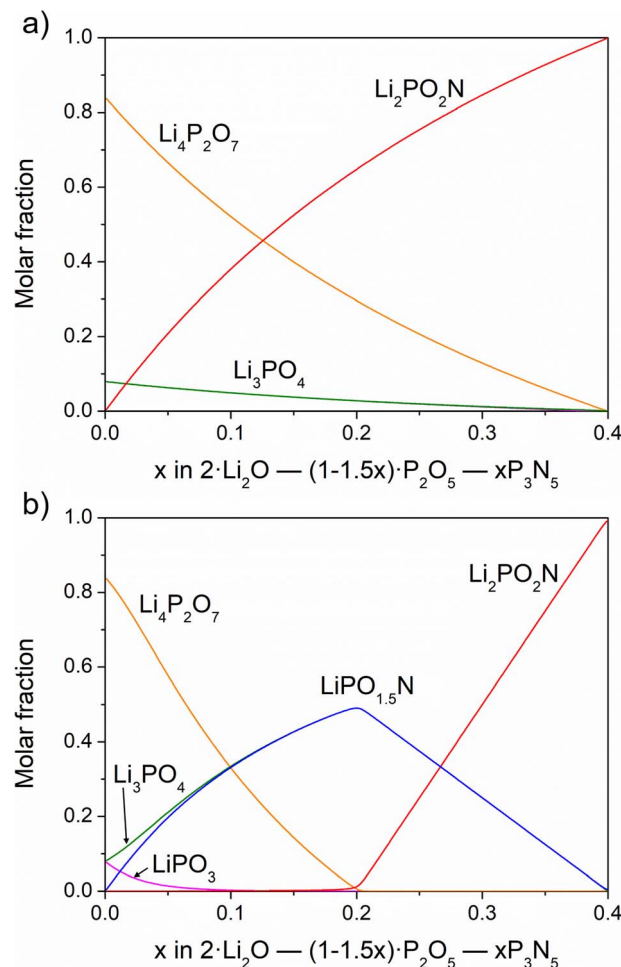 a)
1.0
0.8
0.6
0.4
0.2
0.0
Molar fraction
Li₄P₂O₇
Li₂PO₂N
Li₃PO₄
0.0 0.1 0.2 0.3 0.4
x in 2·Li₂O — (1-1.5x)·P₂O₅ — xP₃N₅
b)
1.0
0.8
0.6
0.4
0.2
0.0
Molar fraction
Li₄P₂O₇
Li₂PO₂N
LiPO₁.₅N
Li₃PO₄
LiPO₃
0.0 0.1 0.2 0.3 0.4
x in 2·Li₂O — (1-1.5x)·P₂O₅ — xP₃N₅